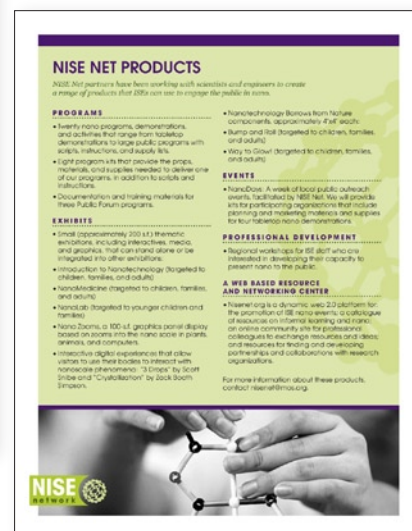 NISE NET PRODUCTS
NISE Net partners have been working with scientists and engineers to create
a range of products that ISEs can use to engage the public in nano.
PROGRAMS
• Twenty nano programs, demonstrations,
and activities that range from tabletop
demonstrations to large public programs with
scripts, instructions, and supply lists.
• Eight program kits that provide the props,
materials, and supplies needed to deliver one
of our programs, in addition to scripts and
instructions.
• Documentation and training materials for
three Public Forum programs.
EXHIBITS
• Small (approximately 200 s.f.) thematic
exhibitions, including interactives, media,
and graphics, that can stand alone or be
integrated into other exhibitions:
• Introduction to Nanotechnology (targeted to
children, families, and adults)
• NanoMedicine (targeted to children, families,
and adults)
• NanoLab (targeted to younger children and
families)
• Nano Zooms, a 100-s.f. graphics panel display
based on zooms into the nano scale in plants,
animals, and computers.
• Interactive digital experiences that allow
visitors to use their bodies to interact with
nanoscale phenomena: "3 Drops" by Scott
Snibe and "Crystallization" by Zack Booth
Simpson.
• Nanotechnology Borrows from Nature
components, approximately 4'x4' each:
• Bump and Roll (targeted to children, families,
and adults)
• Way to Glow! (targeted to children, families,
and adults)
EVENTS
• NanoDays: A week of local public outreach
events, facilitated by NISE Net. We will provide
kits for participating organizations that include
planning and marketing materials and supplies
for four tabletop nano demonstrations
PROFESSIONAL DEVELOPMENT
• Regional workshops for ISE staff who are
interested in developing their capacity to
present nano to the public.
A WEB BASED RESOURCE
AND NETWORKING CENTER
• Nisenet.org is a dynamic web 2.0 platform for:
the promotion of ISE nano events; a catalogue
of resources on informal learning and nano;
an online community site for professional
colleagues to exchange resources and ideas;
and resources for finding and developing
partnerships and collaborations with research
organizations.
For more information about these products,
contact nisenet@mos.org.
NISE
network